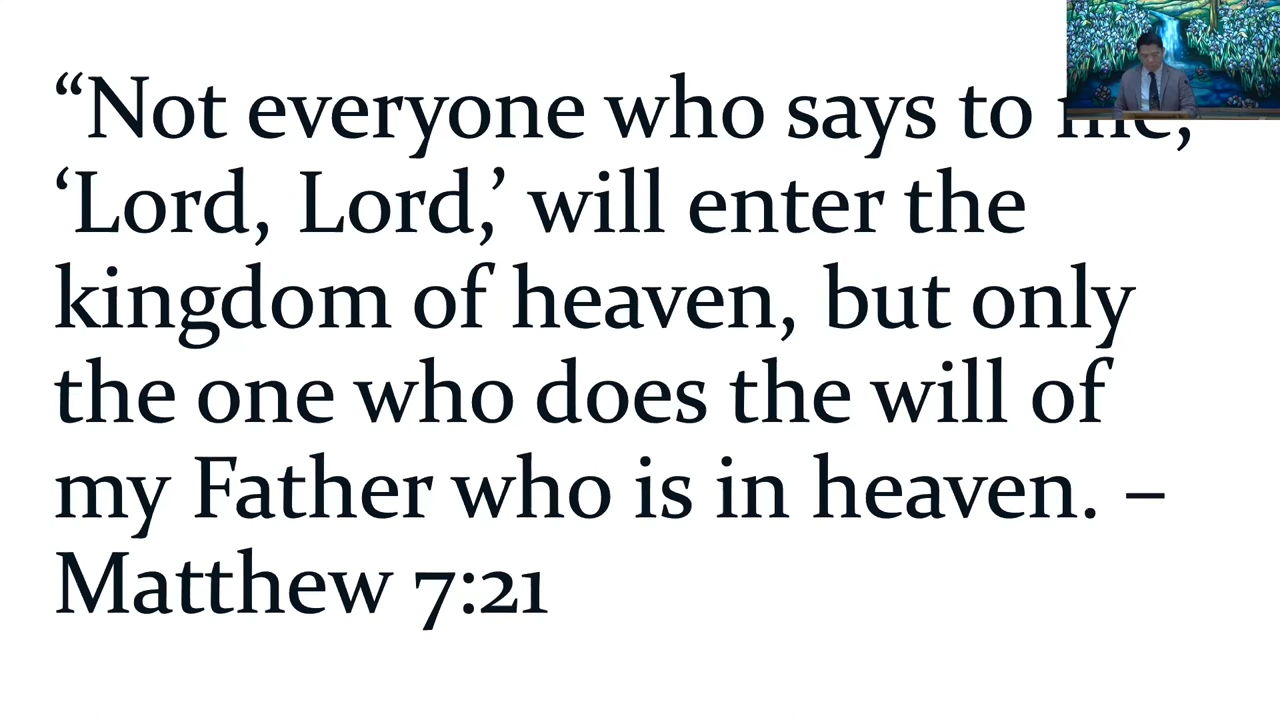 “Not everyone who says to me,
‘Lord, Lord,’ will enter the
kingdom of heaven, but only
the one who does the will of
my Father who is in heaven. –
Matthew 7:21